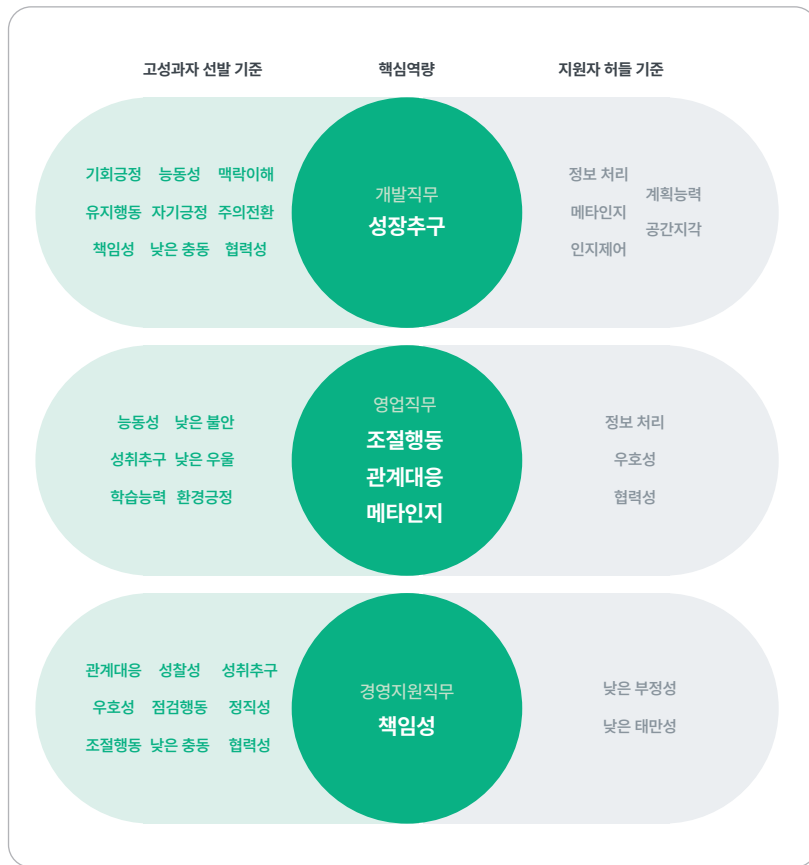 고성과자 선발 기준 핵심역량 지원자 허들 기준
기회긍정 능동성 맥락이해
유지행동 자기긍정 주의전환
책임성 낮은 충동 협력성
개발직무
성장추구
정보 처리
메타인지
인지제어
계획능력
공간지각
능동성 낮은 불안
성취추구 낮은 우울
학습능력 환경긍정
영업직무
조절행동
관계대응
메타인지
정보 처리
우호성
협력성
관계대응 성찰성 성취추구
우호성 점검행동 정직성
조절행동 낮은 충동 협력성
경영지원직무
책임성
낮은 부정성
낮은 태만성